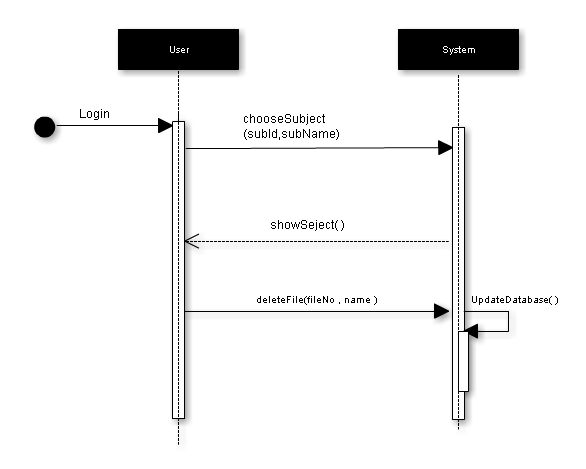 User
System
Login
chooseSubject
(subId,subName)
showSeject( )
deleteFile(fileNo , name )
UpdateDatabase( )